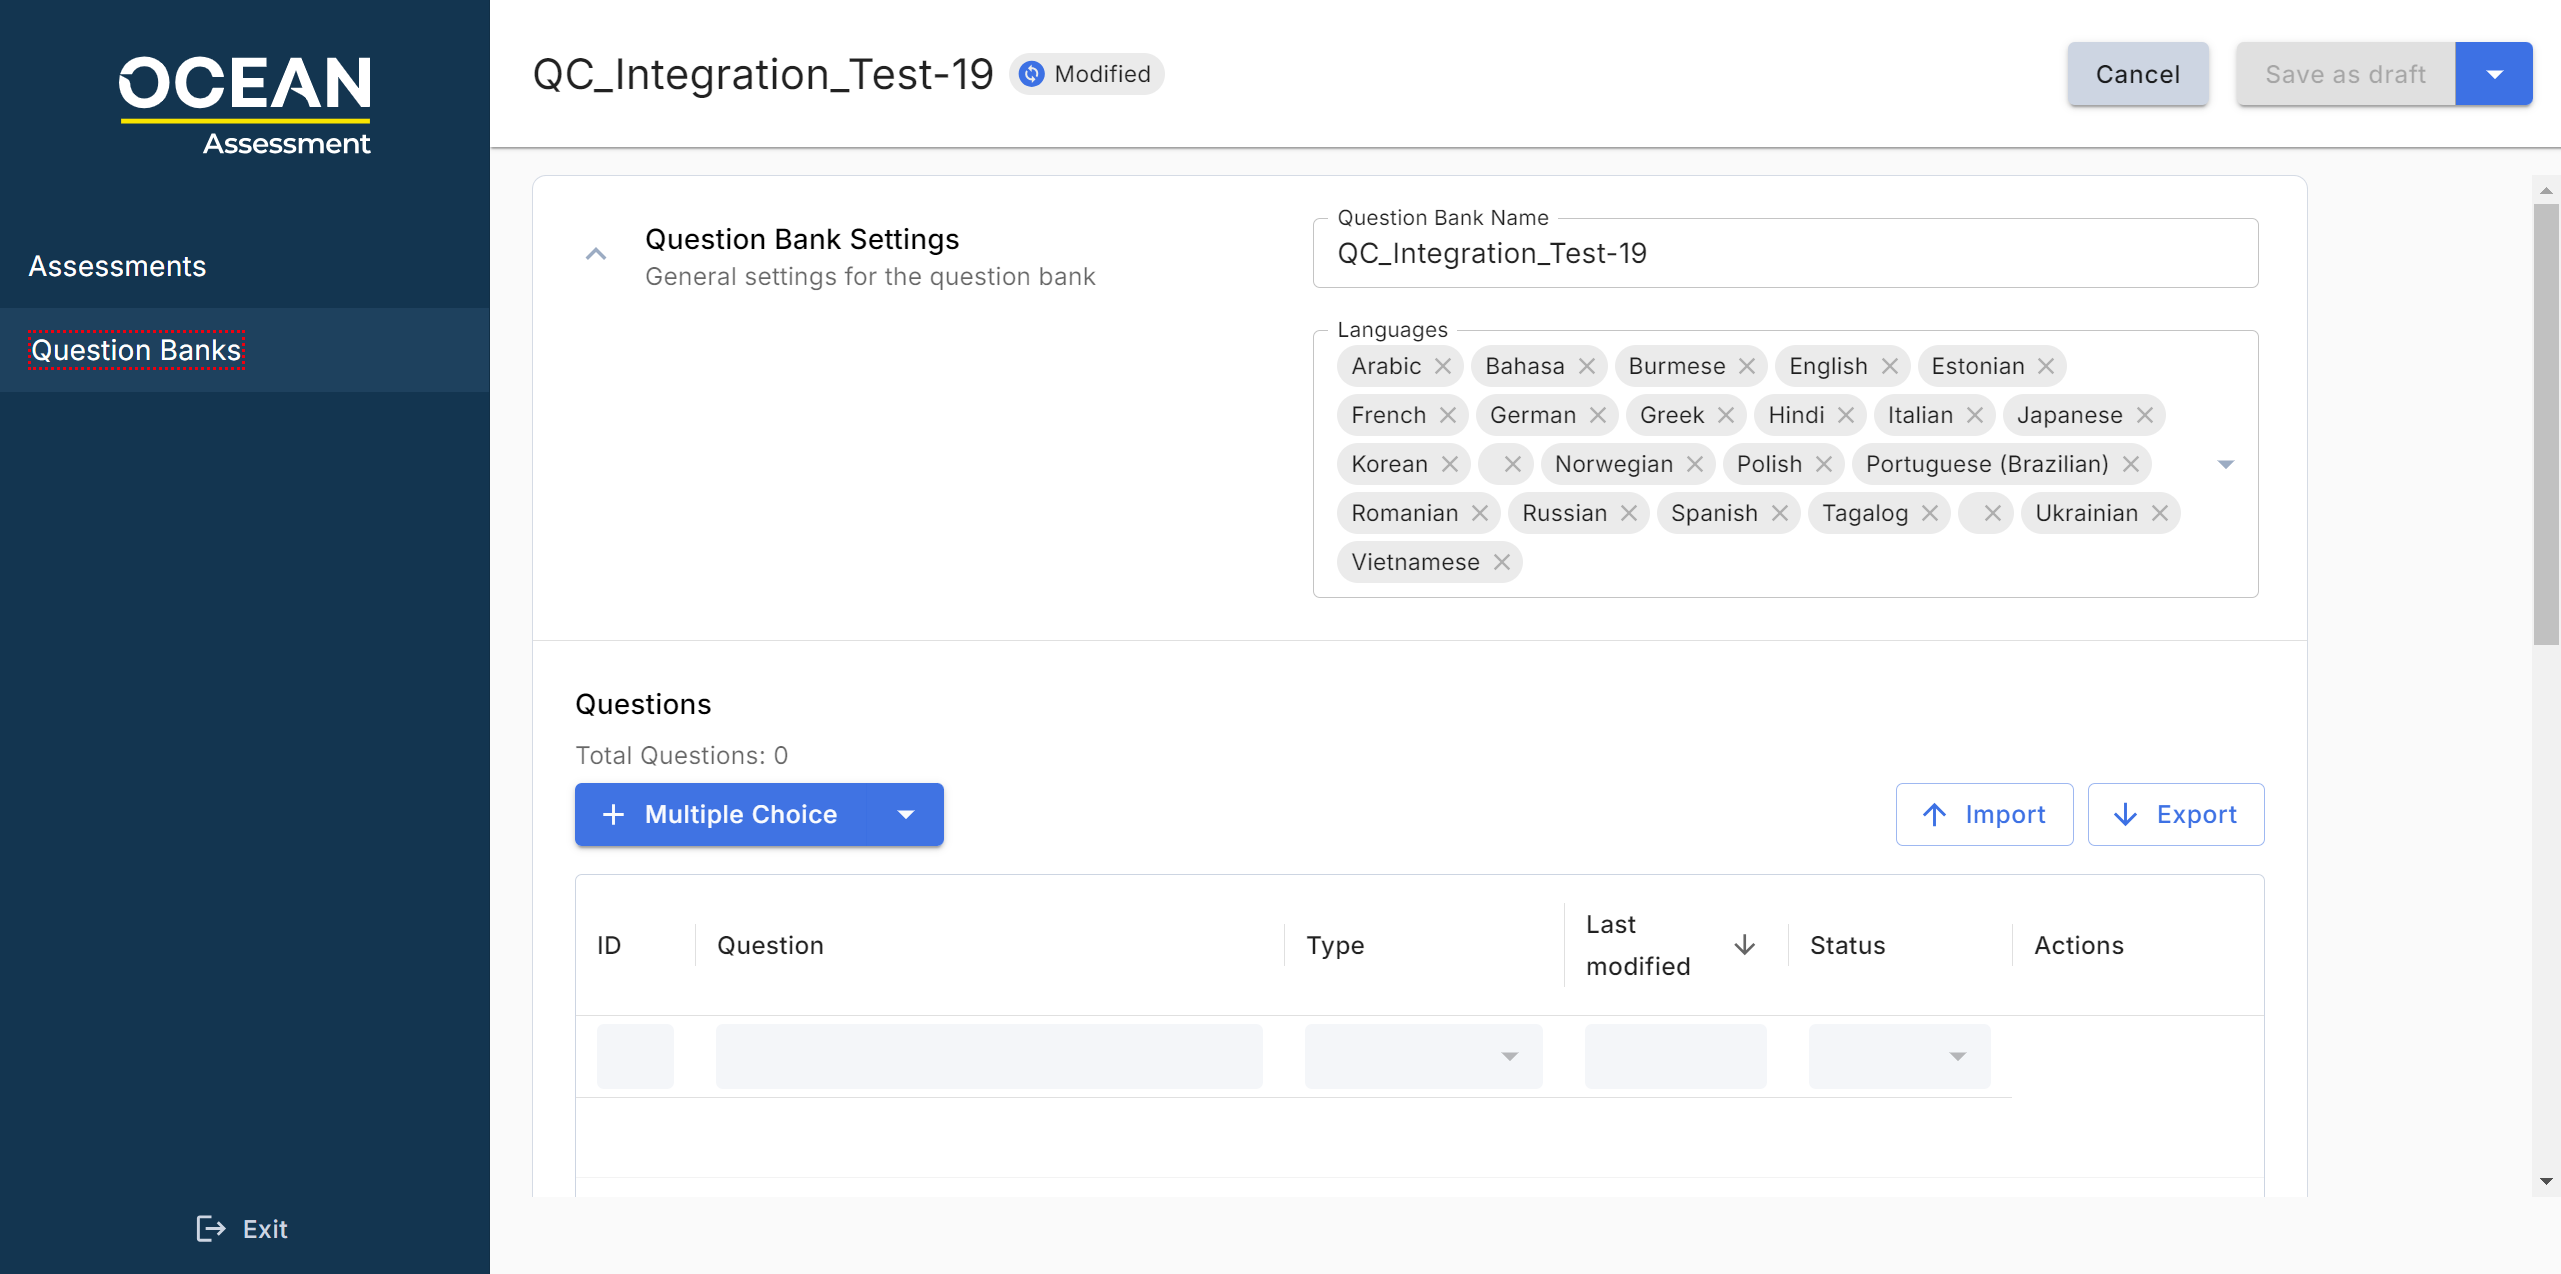 OCEAN
Assessment
Assessments
Question Banks
Exit
QC_Integration_Test-19
Modified
Cancel
Save as draft
Question Bank Settings
General settings for the question bank
Question Bank Name
QC_Integration_Test-19
Languages
Arabic Bahasa Burmese English Estonian
French German Greek Hindi Italian Japanese
Korean Norwegian Polish Portuguese (Brazilian)
Romanian Russian Spanish Tagalog Ukrainian
Vietnamese
Questions
Total Questions: 0
+ Multiple Choice
Import
Export
ID Question Type Last modified Status Actions